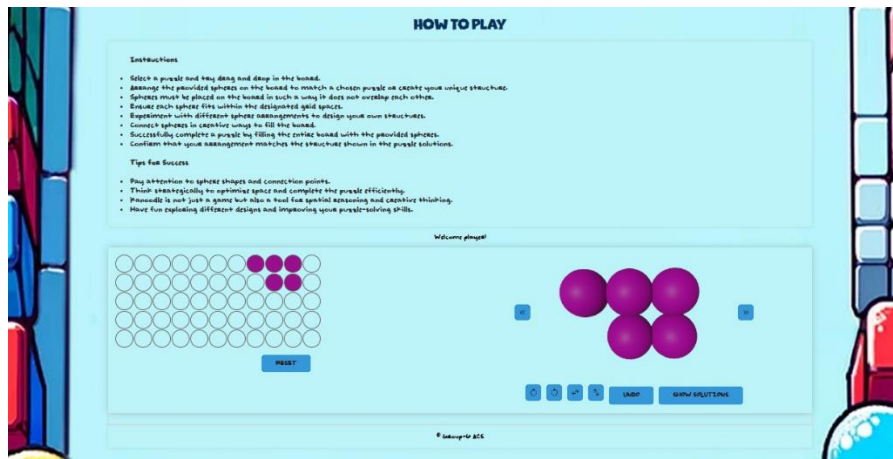 HOW TO PLAY
Instructions
• Select a puzzle and try drag and drop in the board.
• Arrange the provided spheres on the board to match a chosen puzzle or create your unique structure.
• Spheres must be placed on the board in such a way it does not overlap each other.
• Ensure each sphere fits within the designated grid spaces.
• Experiment with different sphere arrangements to design your own structures.
• Connect spheres in creative ways to fill the board.
• Successfully complete a puzzle by filling the entire board with the provided spheres.
• Confirm that your arrangement matches the structure shown in the puzzle solutions.
Tips for Success
• Pay attention to sphere shapes and connection points.
• Think strategically to optimize space and complete the puzzle efficiently.
• Kanoodle is not just a game but also a tool for spatial reasoning and creative thinking.
• Have fun exploring different designs and improving your puzzle-solving skills.
Welcome player!
RESET
UNDO
SHOW SOLUTIONS
© Group-G ACS